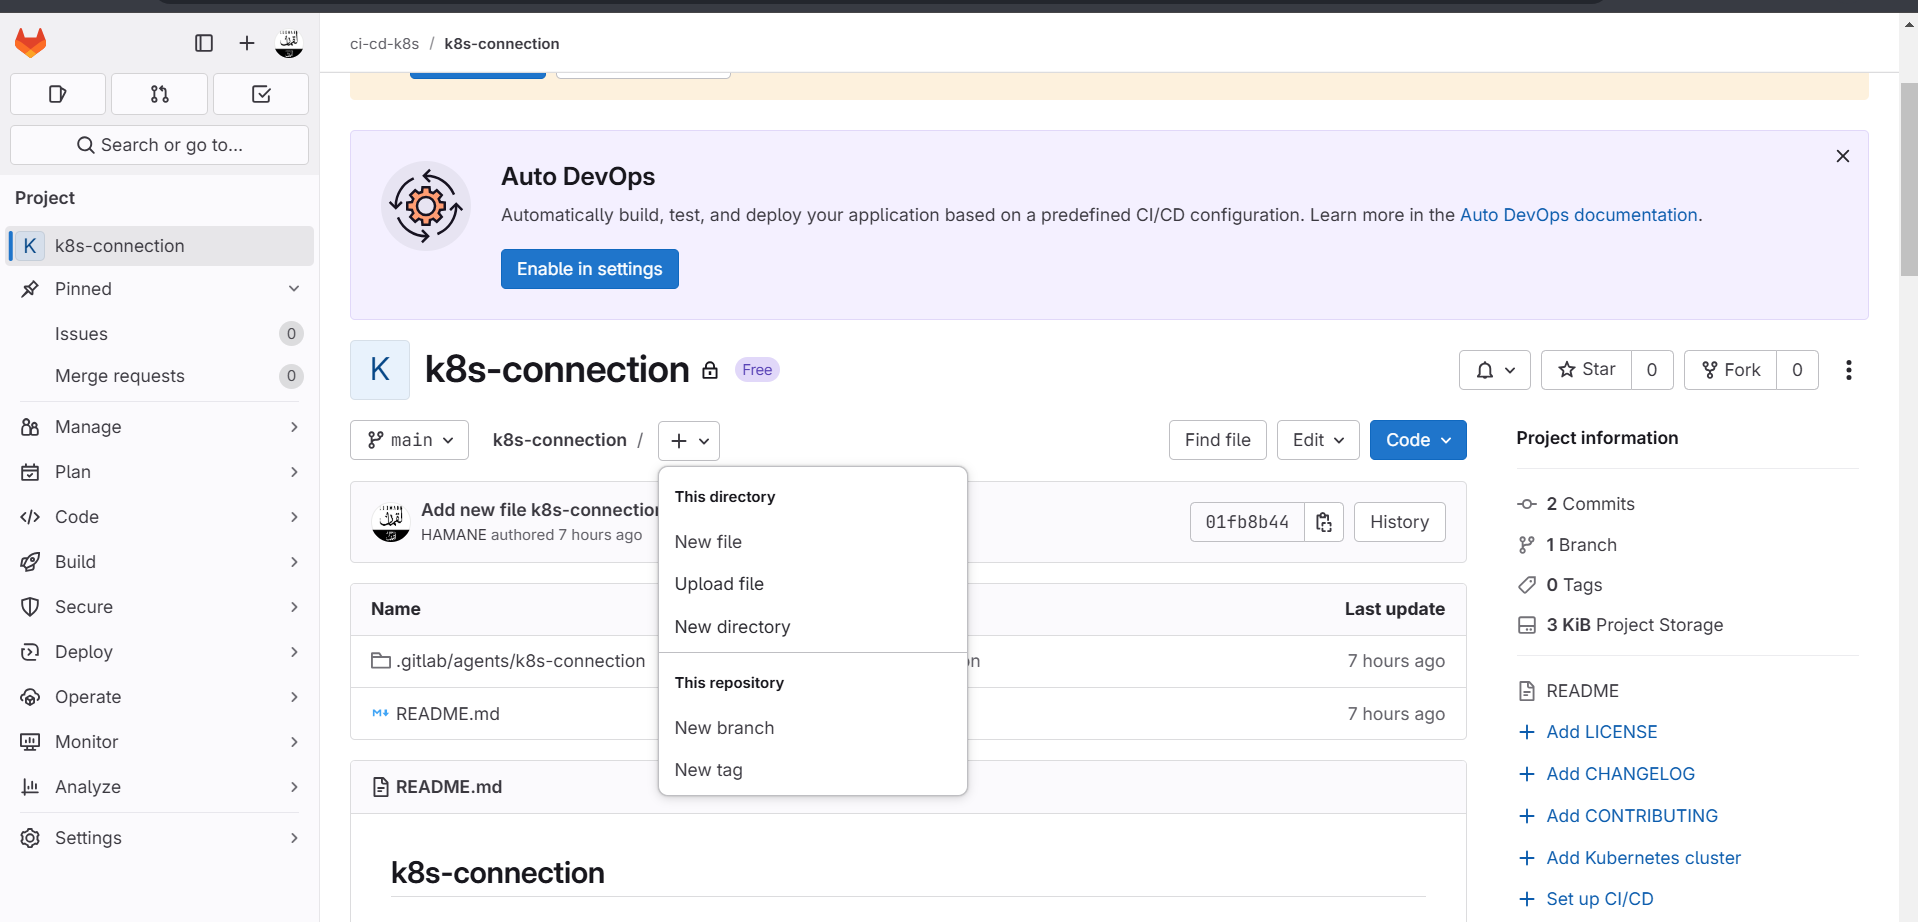 ci-cd-k8s / k8s-connection
Search or go to...
Project
K k8s-connection
Pinned
Issues 0
Merge requests 0
Manage
Plan
Code
Build
Secure
Deploy
Operate
Monitor
Analyze
Settings
Auto DevOps
Automatically build, test, and deploy your application based on a predefined CI/CD configuration. Learn more in the Auto DevOps documentation.
Enable in settings
K k8s-connection Free
Star 0 Fork 0
main k8s-connection / Find file Edit Code
This directory
New file
Upload file
New directory
This repository
New branch
New tag
Add new file k8s-connection
HAMANE authored 7 hours ago
01fb8b44 History
Name Last update
.gitlab/agents/k8s-connection on 7 hours ago
README.md 7 hours ago
README.md
k8s-connection
Project information
2 Commits
1 Branch
0 Tags
3 KiB Project Storage
README
Add LICENSE
Add CHANGELOG
Add CONTRIBUTING
Add Kubernetes cluster
Set up CI/CD